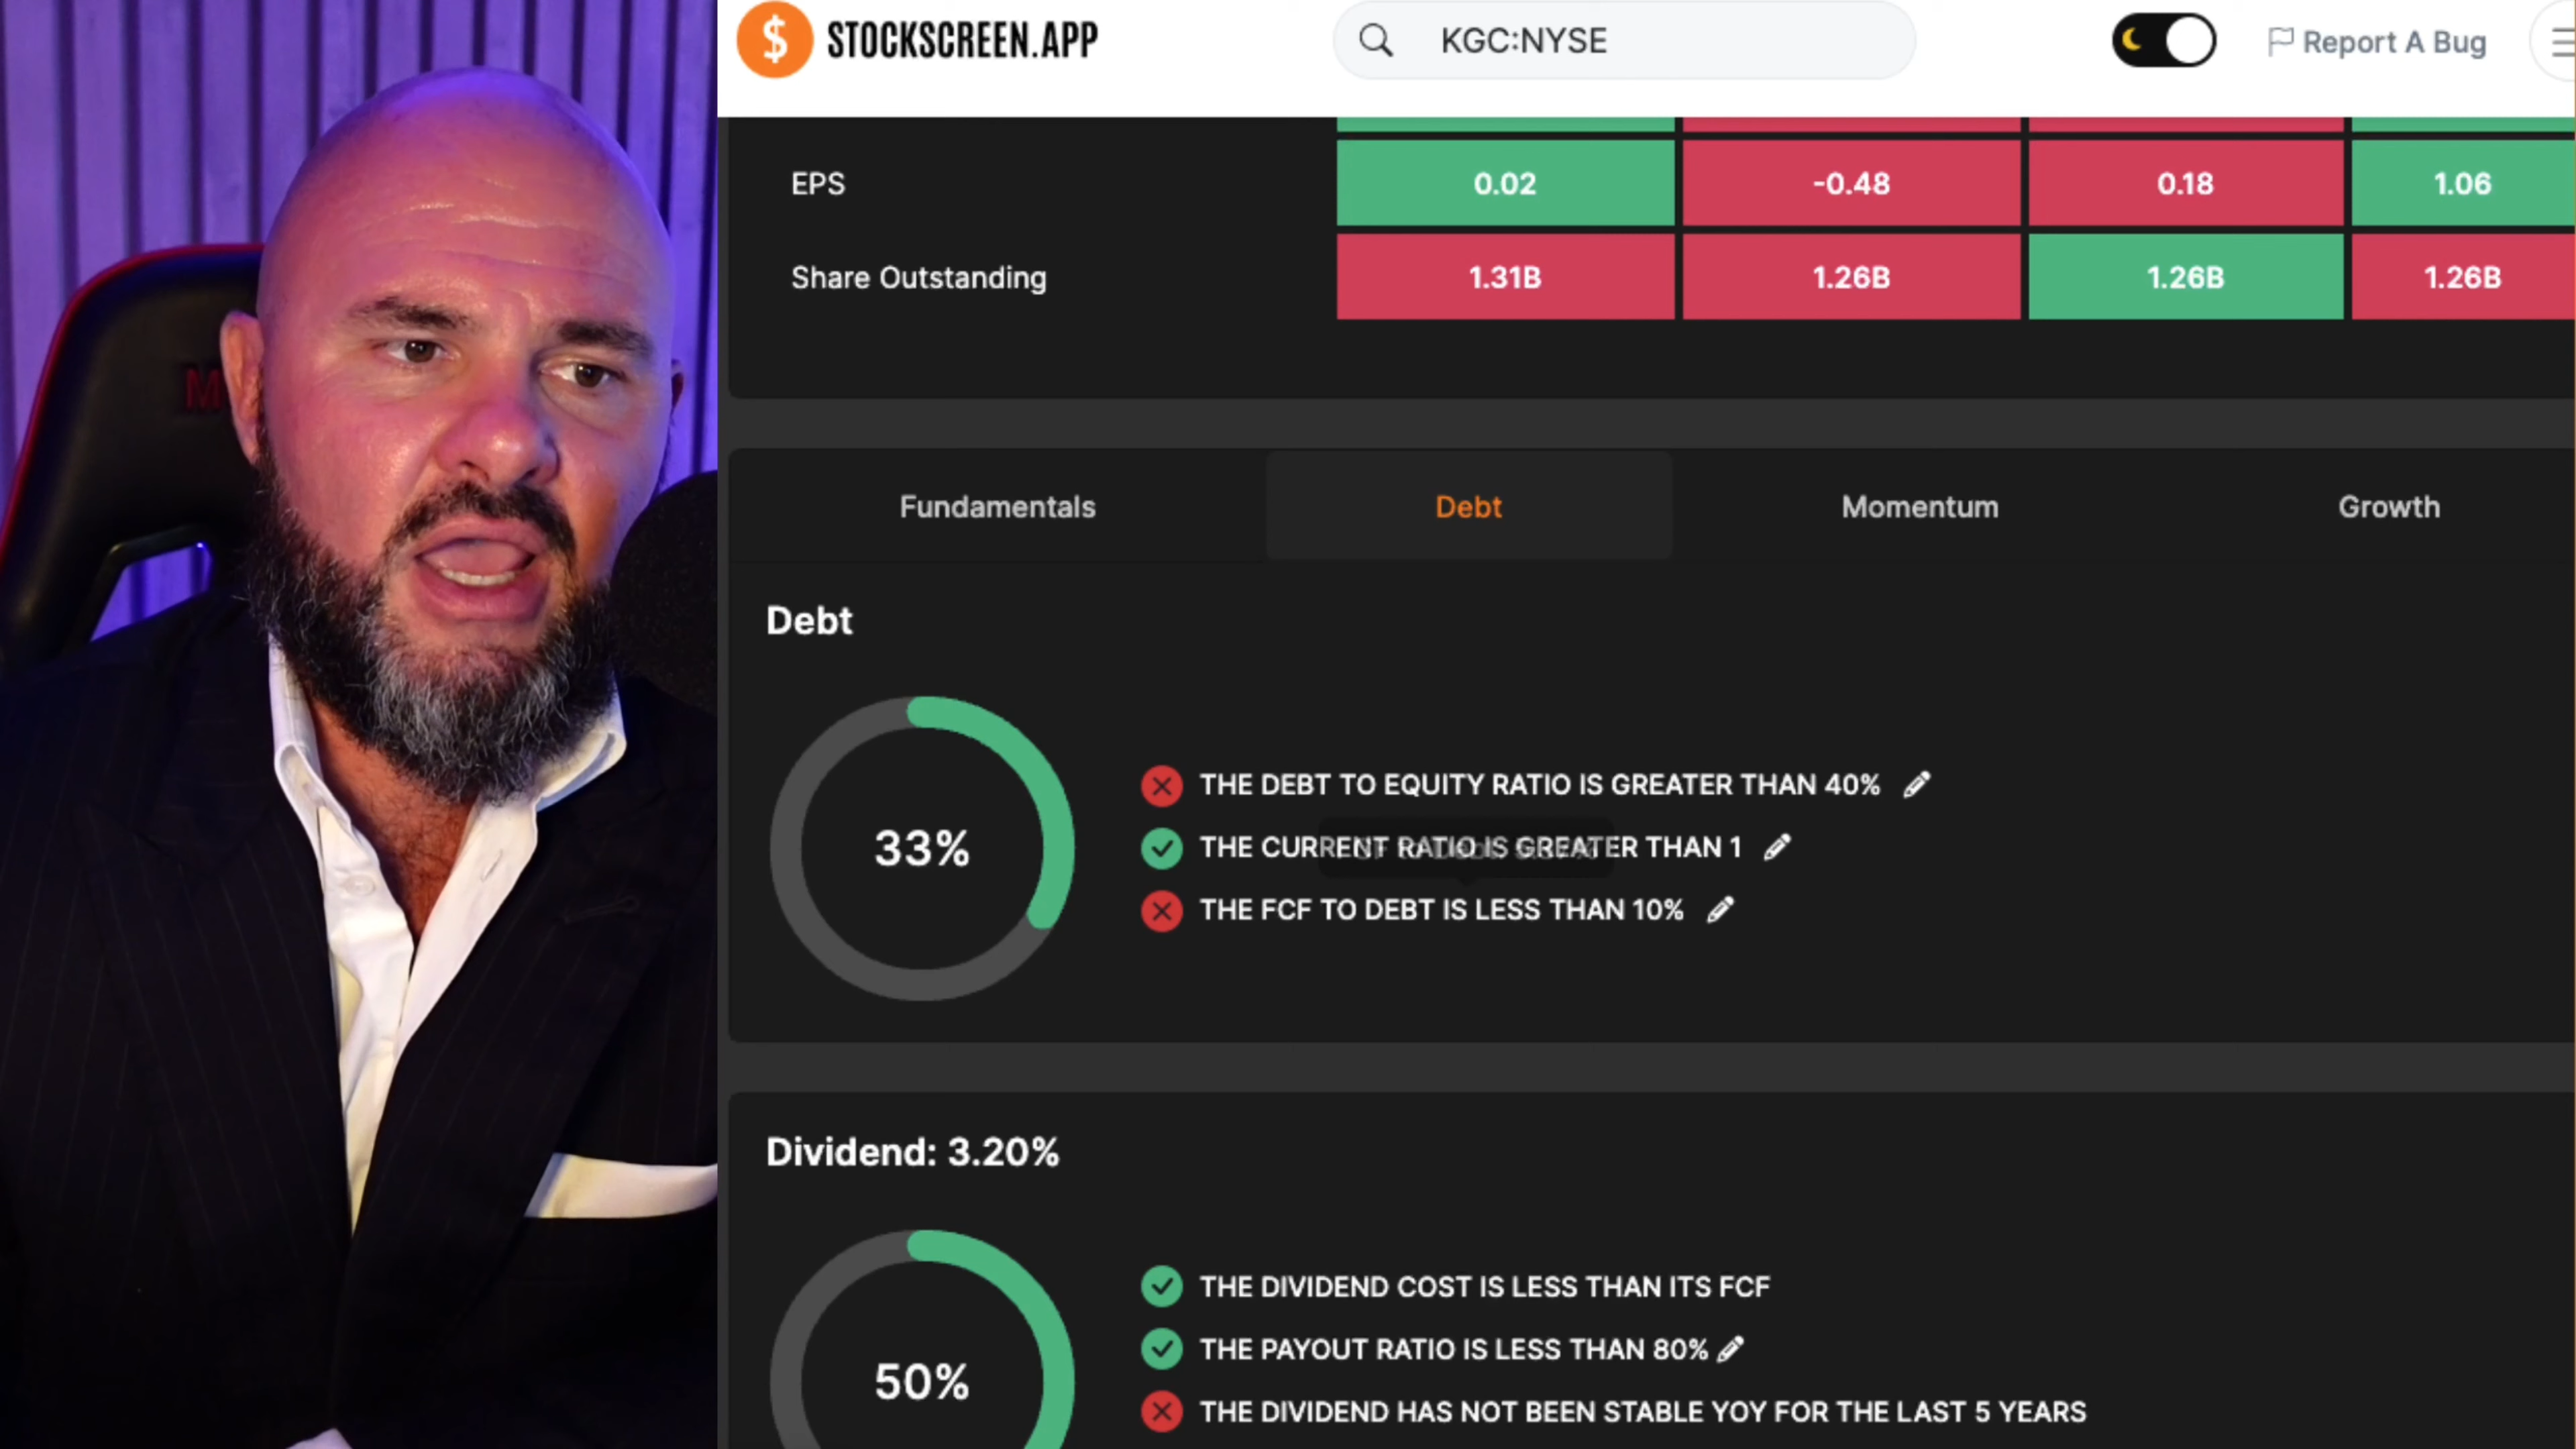 $ STOCKSCREEN.APP
KGC:NYSE
Report A Bug
EPS 0.02 -0.48 0.18 1.06
Share Outstanding 1.31B 1.26B 1.26B 1.26B
Fundamentals Debt Momentum Growth
Debt
33%
THE DEBT TO EQUITY RATIO IS GREATER THAN 40%
THE CURRENT RATIO IS GREATER THAN 1
THE FCF TO DEBT IS LESS THAN 10%
Dividend: 3.20%
50%
THE DIVIDEND COST IS LESS THAN ITS FCF
THE PAYOUT RATIO IS LESS THAN 80%
THE DIVIDEND HAS NOT BEEN STABLE YOY FOR THE LAST 5 YEARS